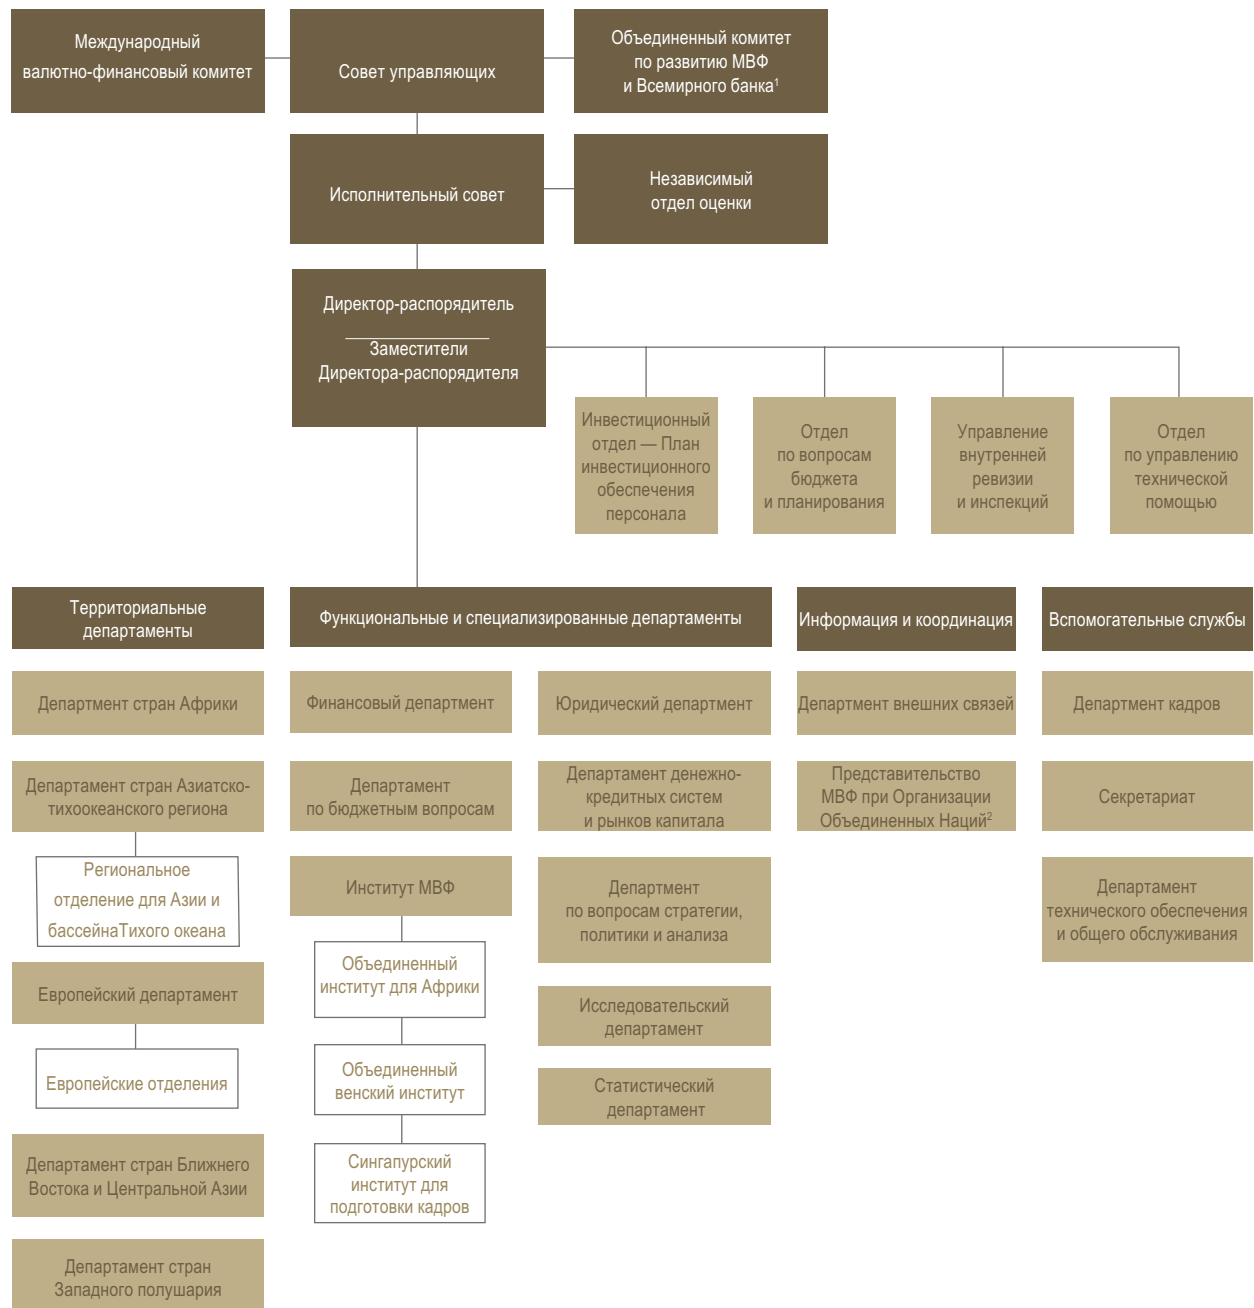 Международный
валютно-финансовый комитет
Совет управляющих
Объединенный комитет
по развитию МВФ
и Всемирного банка¹
Исполнительный совет
Независимый
отдел оценки
Директор-распорядитель
Заместители
Директора-распорядителя
Инвестиционный
отдел — План
инвестиционного
обеспечения
персонала
Отдел
по вопросам
бюджета
и планирования
Управление
внутренней
ревизии
и инспекций
Отдел
по управлению
технической
помощью
Территориальные
департаменты
Функциональные и специализированные департаменты
Информация и координация
Вспомогательные службы
Департмент стран Африки
Департамент стран Азиатско-
тихоокеанского региона
Региональное
отделение для Азии и
бассейнаТихого океана
Европейский департамент
Европейские отделения
Департамент стран Ближнего
Востока и Центральной Азии
Департамент стран
Западного полушария
Финансовый департмент
Департамент
по бюджетным вопросам
Институт МВФ
Объединенный
институт для Африки
Объединенный
венский институт
Сингапурский
институт для
подготовки кадров
Юридический департмент
Департамент денежно-
кредитных систем
и рынков капитала
Департмент
по вопросам стратегии,
политики и анализа
Исследовательский
департамент
Статистический
департамент
Департмент внешних связей
Представительство
МВФ при Организации
Объединенных Наций²
Департмент кадров
Секретариат
Департамент
технического обеспечения
и общего обслуживания